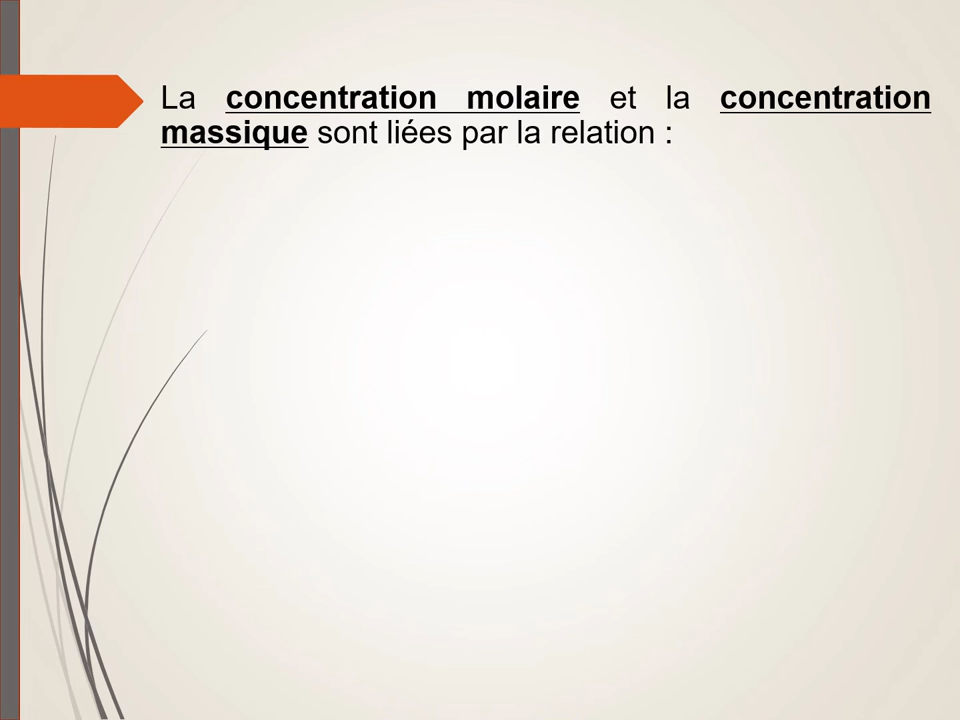 La concentration molaire et la concentration
massique sont liées par la relation :